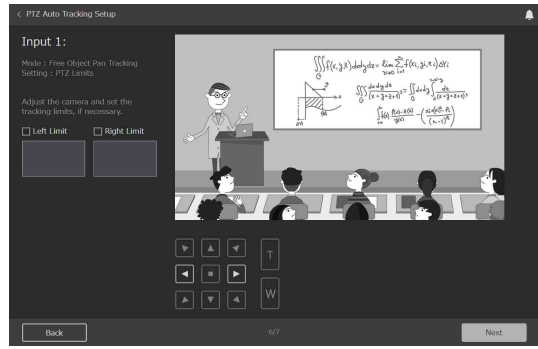 PTZ Auto Tracking Setup
Input 1:
Mode : Free Object Pan Tracking
Setting : PTZ Limits
Adjust the camera and set the
tracking limits, if necessary.
Left Limit
Right Limit
T
W
Back
6/7
Next